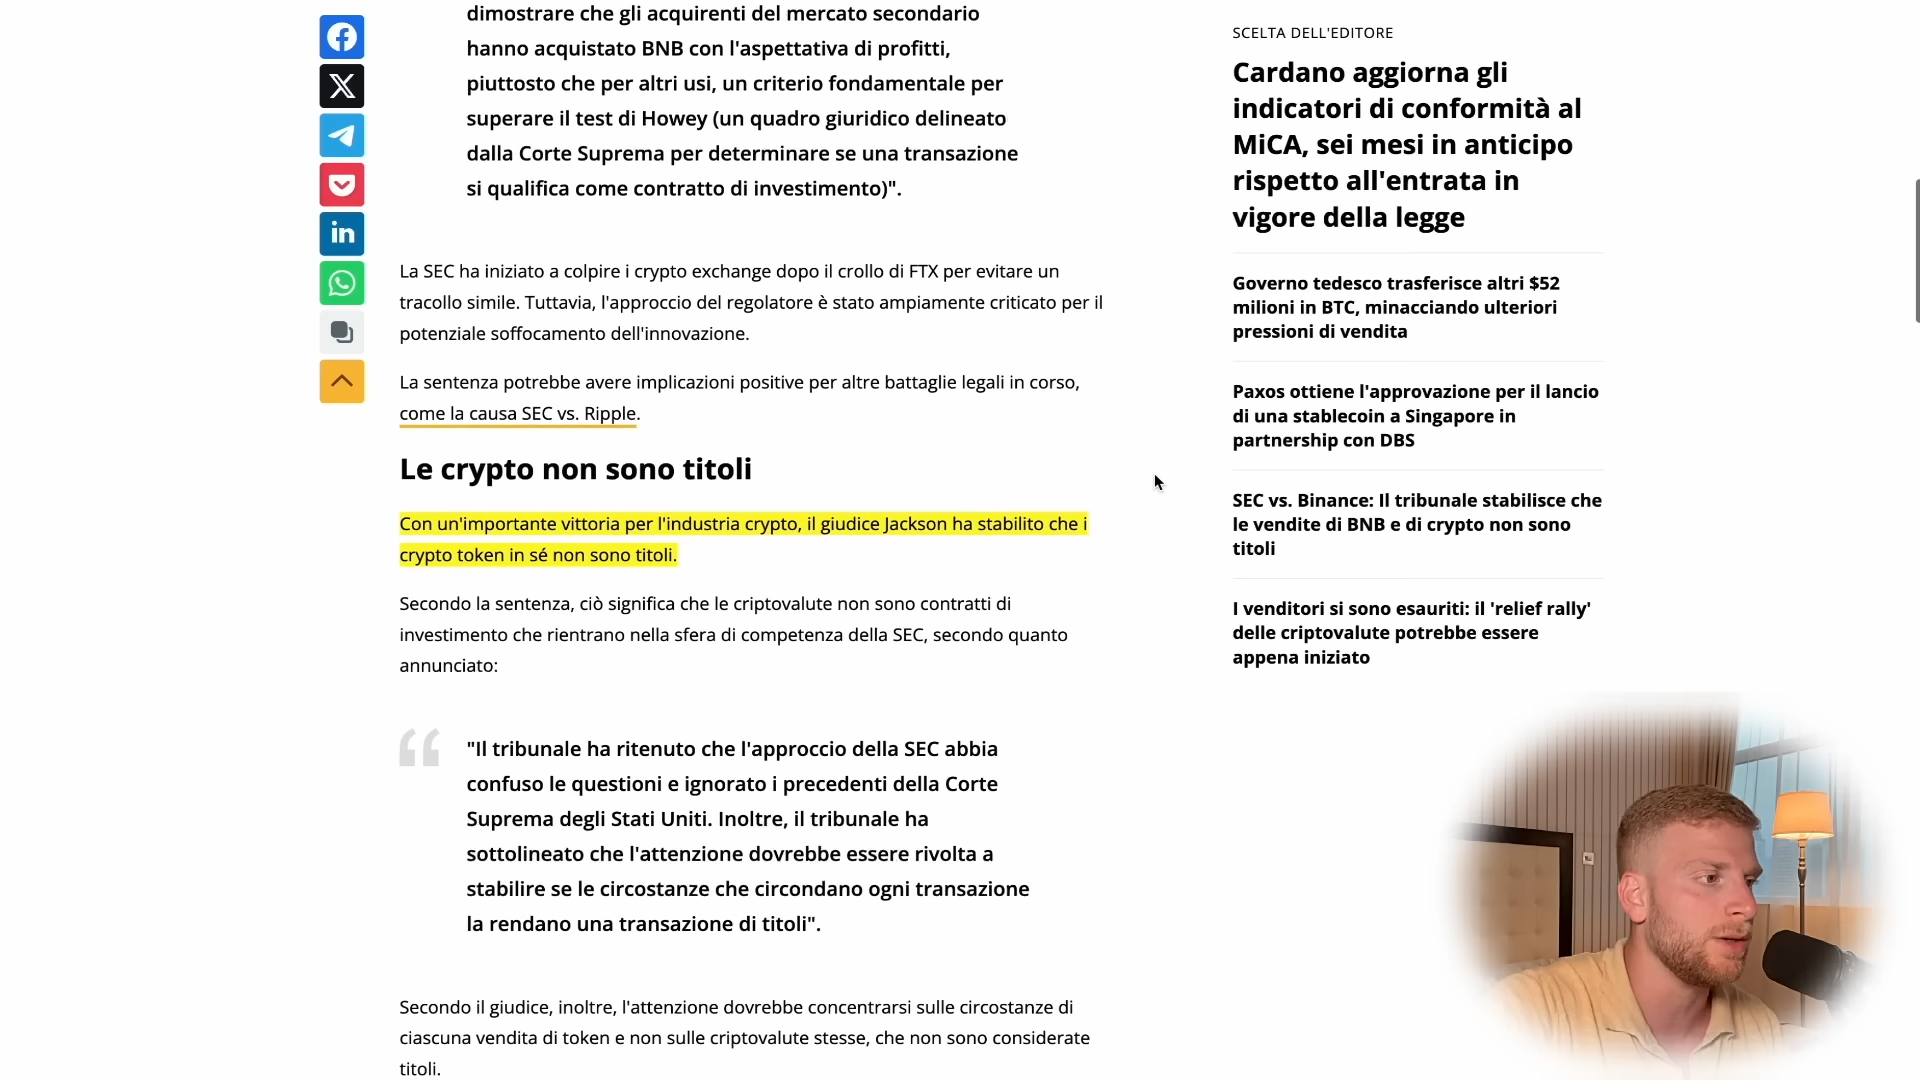 dimostrare che gli acquirenti del mercato secondario
hanno acquistato BNB con l'aspettativa di profitti,
piuttosto che per altri usi, un criterio fondamentale per
superare il test di Howey (un quadro giuridico delineato
dalla Corte Suprema per determinare se una transazione
si qualifica come contratto di investimento)".
La SEC ha iniziato a colpire i crypto exchange dopo il crollo di FTX per evitare un
tracollo simile. Tuttavia, l'approccio del regolatore è stato ampiamente criticato per il
potenziale soffocamento dell'innovazione.
La sentenza potrebbe avere implicazioni positive per altre battaglie legali in corso,
come la causa SEC vs. Ripple.
Le crypto non sono titoli
Con un'importante vittoria per l'industria crypto, il giudice Jackson ha stabilito che i
crypto token in sé non sono titoli.
Secondo la sentenza, ciò significa che le criptovalute non sono contratti di
investimento che rientrano nella sfera di competenza della SEC, secondo quanto
annunciato:
"Il tribunale ha ritenuto che l'approccio della SEC abbia
confuso le questioni e ignorato i precedenti della Corte
Suprema degli Stati Uniti. Inoltre, il tribunale ha
sottolineato che l'attenzione dovrebbe essere rivolta a
stabilire se le circostanze che circondano ogni transazione
la rendano una transazione di titoli".
Secondo il giudice, inoltre, l'attenzione dovrebbe concentrarsi sulle circostanze di
ciascuna vendita di token e non sulle criptovalute stesse, che non sono considerate
titoli.
SCELTA DELL'EDITORE
Cardano aggiorna gli
indicatori di conformità al
MiCA, sei mesi in anticipo
rispetto all'entrata in
vigore della legge
Governo tedesco trasferisce altri $52
milioni in BTC, minacciando ulteriori
pressioni di vendita
Paxos ottiene l'approvazione per il lancio
di una stablecoin a Singapore in
partnership con DBS
SEC vs. Binance: Il tribunale stabilisce che
le vendite di BNB e di crypto non sono
titoli
I venditori si sono esauriti: il 'relief rally'
delle criptovalute potrebbe essere
appena iniziato